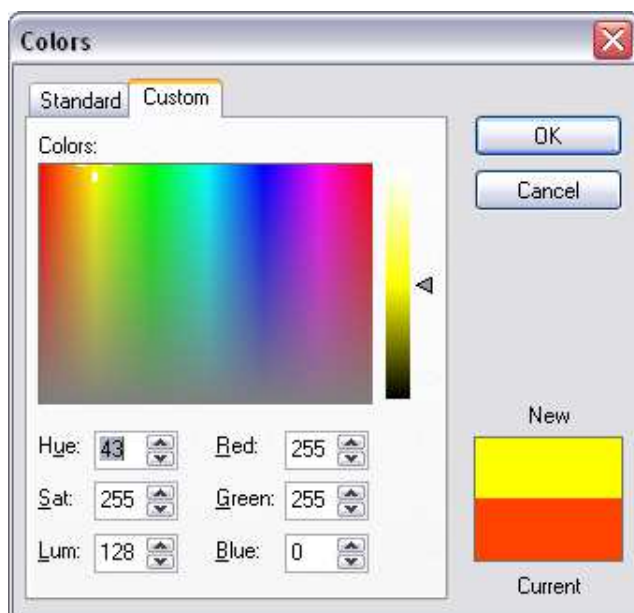 Colors
Standard Custom
Colors:
OK
Cancel
Hue: 43 Red: 255
Sat: 255 Green: 255
Lum: 128 Blue: 0
New
Current